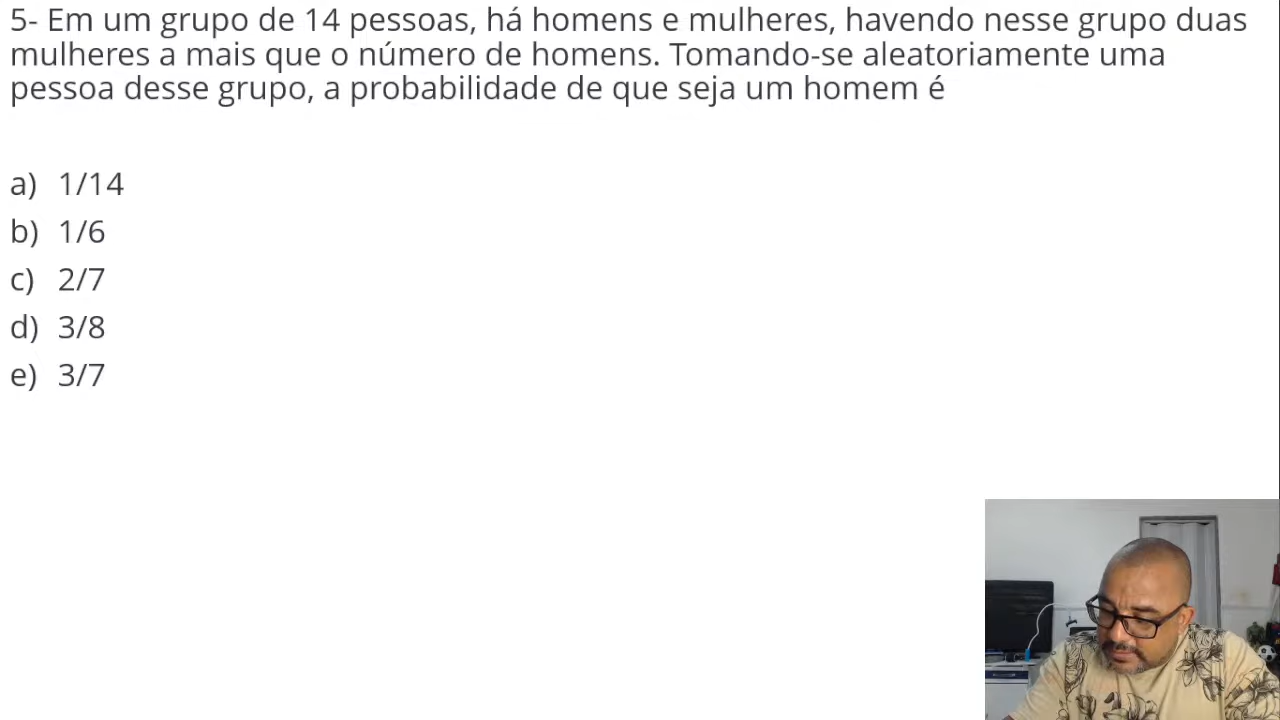 5- Em um grupo de 14 pessoas, há homens e mulheres, havendo nesse grupo duas
mulheres a mais que o número de homens. Tomando-se aleatoriamente uma
pessoa desse grupo, a probabilidade de que seja um homem é
a) 1/14
b) 1/6
c) 2/7
d) 3/8
e) 3/7